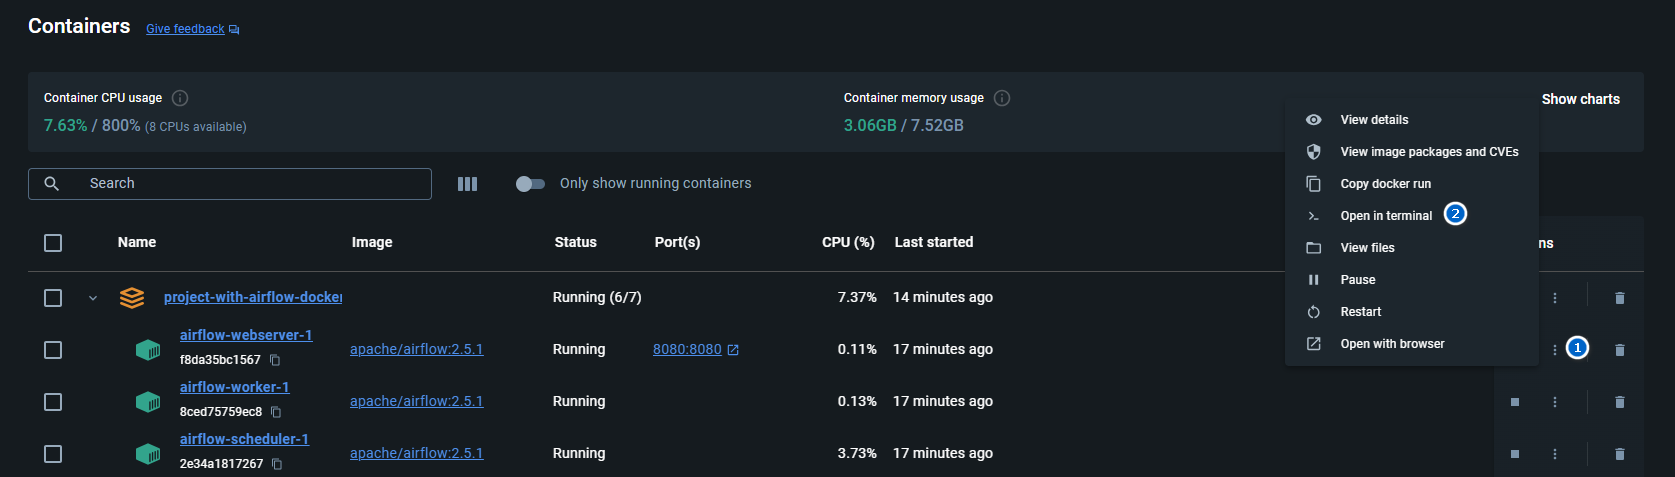 Containers Give feedback
Container CPU usage
7.63% / 800% (8 CPUs available)
Container memory usage
3.06GB / 7.52GB
Show charts
View details
View image packages and CVEs
Copy docker run
Open in terminal 2
View files
Pause
Restart
Open with browser
Search
Only show running containers
Name Image Status Port(s) CPU (%) Last started ns
project-with-airflow-docker Running (6/7) 7.37% 14 minutes ago
airflow-webserver-1
f8da35bc1567
apache/airflow:2.5.1 Running 8080:8080 0.11% 17 minutes ago 1
airflow-worker-1
8ced75759ec8
apache/airflow:2.5.1 Running 0.13% 17 minutes ago
airflow-scheduler-1
2e34a1817267
apache/airflow:2.5.1 Running 3.73% 17 minutes ago